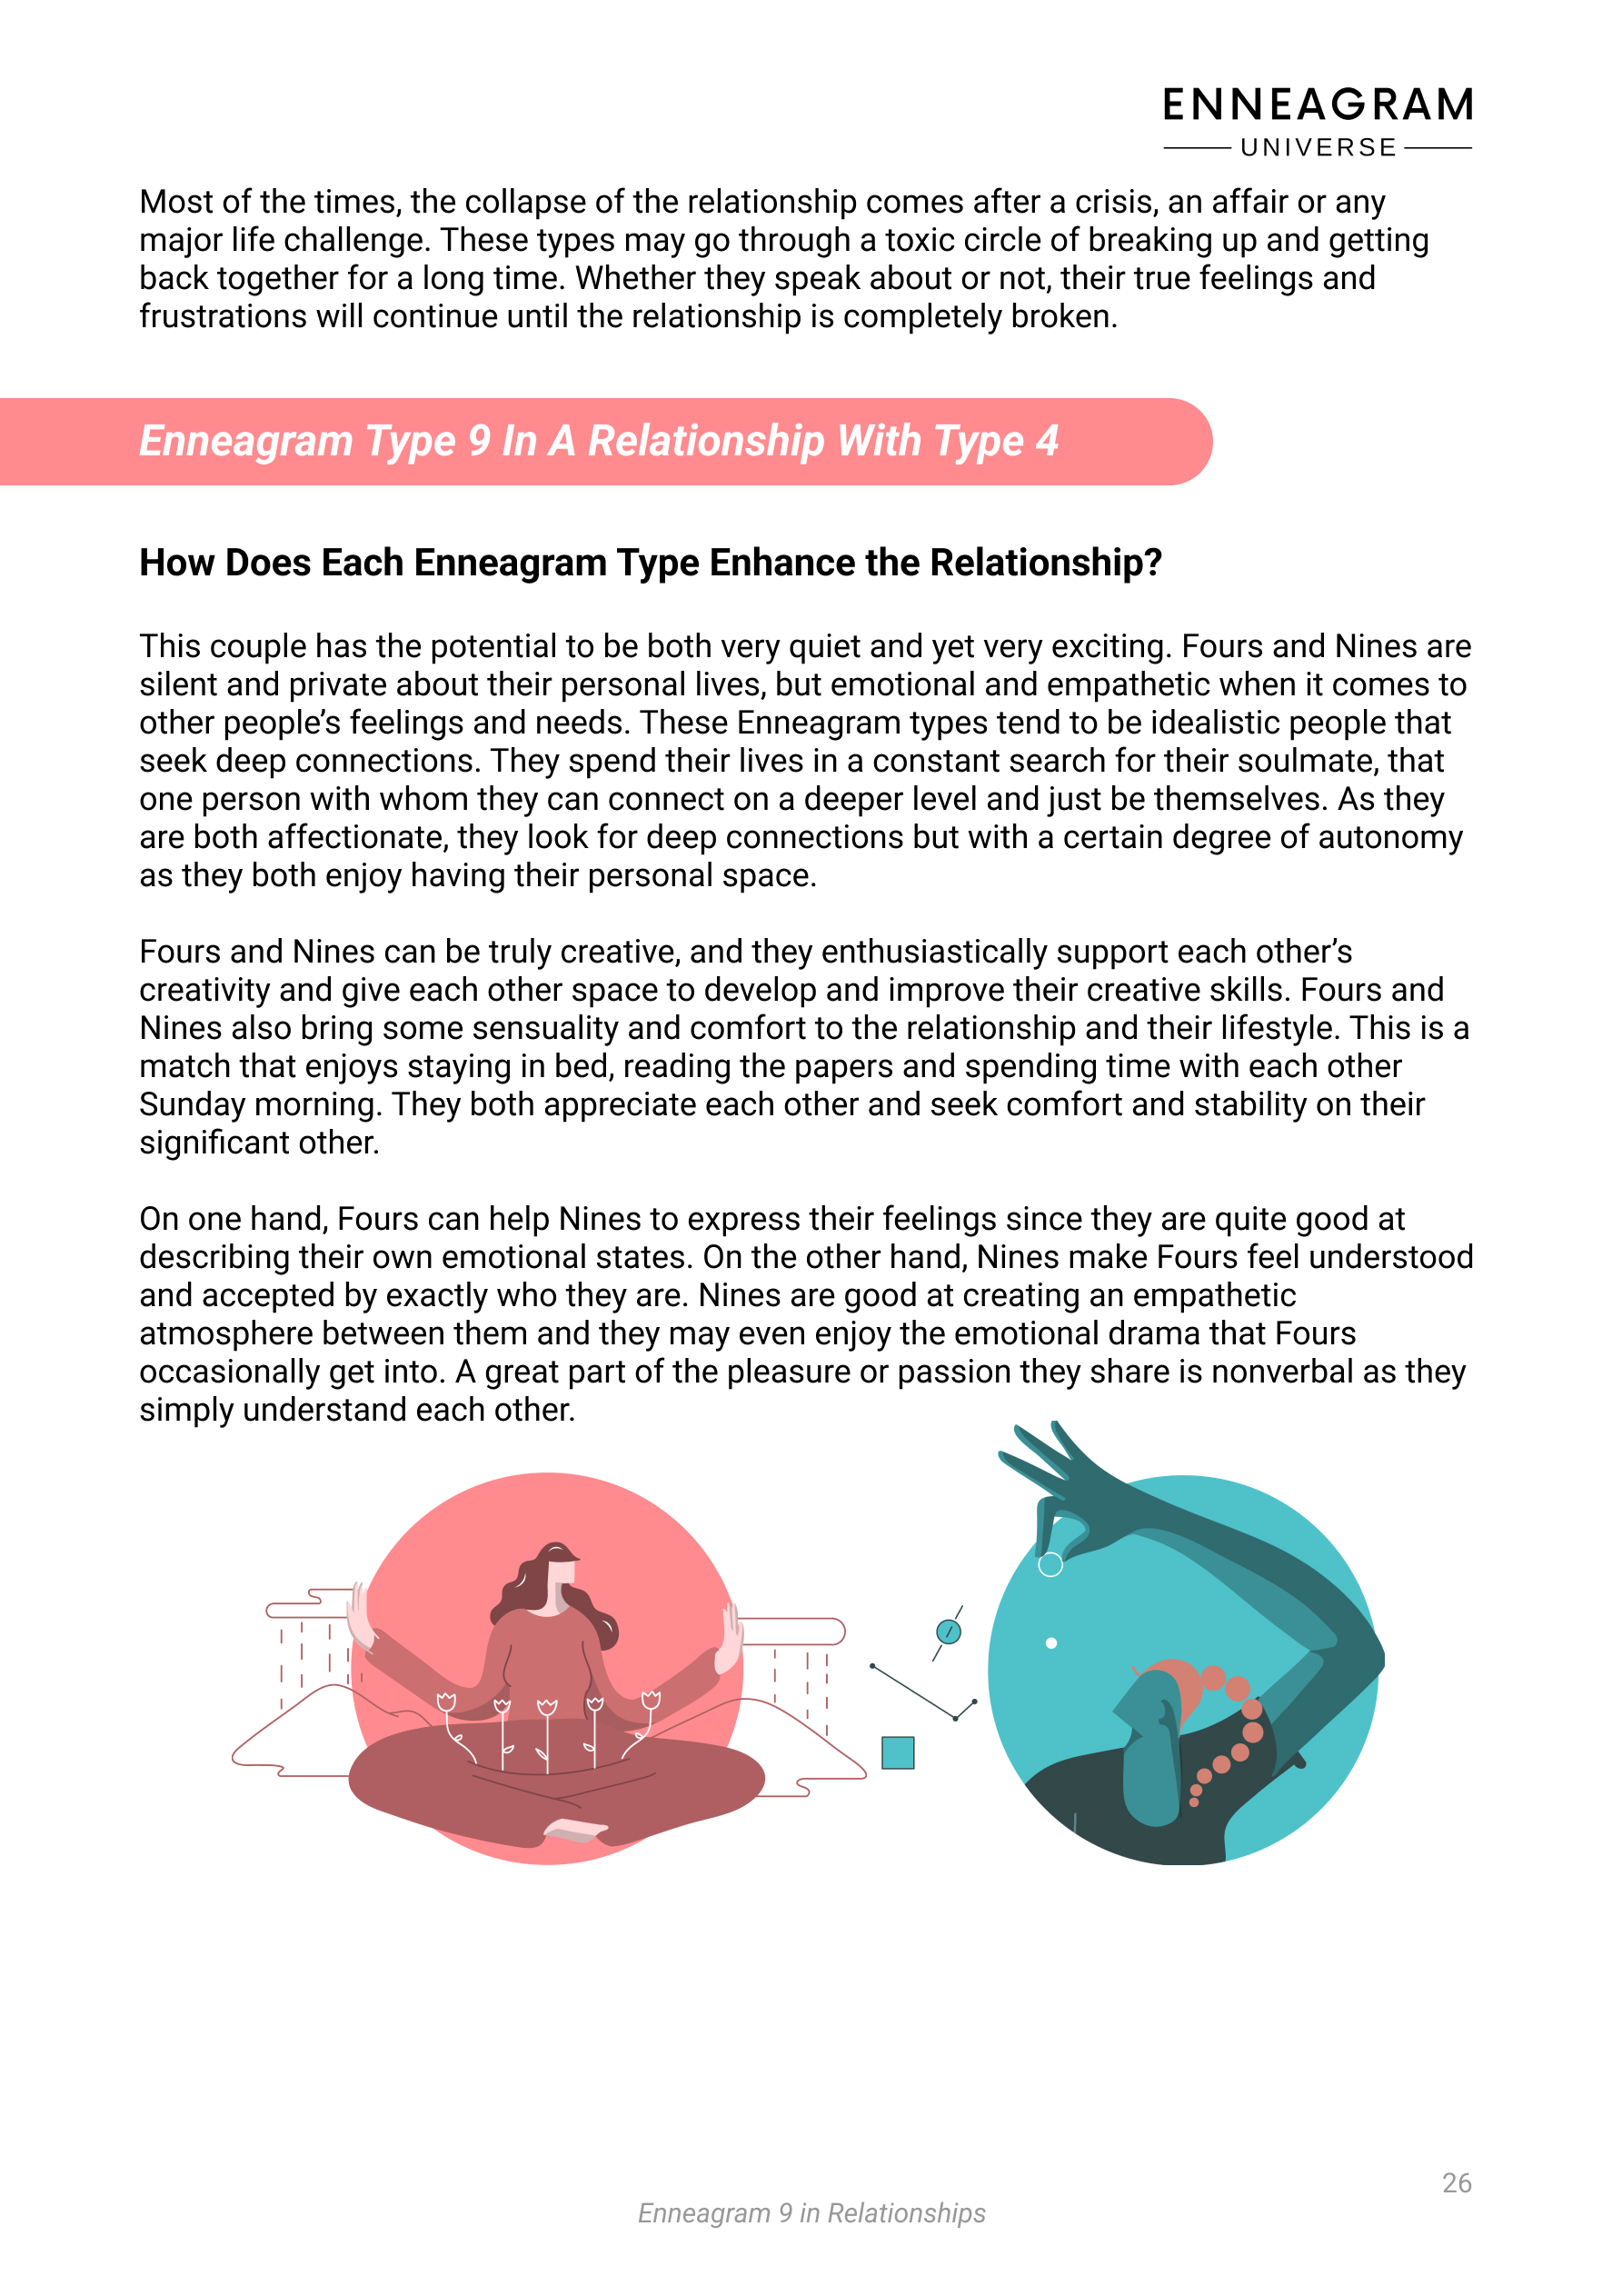 ENNEAGRAM
UNIVERSE
Most of the times, the collapse of the relationship comes after a crisis, an affair or any
major life challenge. These types may go through a toxic circle of breaking up and getting
back together for a long time. Whether they speak about or not, their true feelings and
frustrations will continue until the relationship is completely broken.
Enneagram Type 9 In A Relationship With Type 4
How Does Each Enneagram Type Enhance the Relationship?
This couple has the potential to be both very quiet and yet very exciting. Fours and Nines are
silent and private about their personal lives, but emotional and empathetic when it comes to
other people’s feelings and needs. These Enneagram types tend to be idealistic people that
seek deep connections. They spend their lives in a constant search for their soulmate, that
one person with whom they can connect on a deeper level and just be themselves. As they
are both affectionate, they look for deep connections but with a certain degree of autonomy
as they both enjoy having their personal space.
Fours and Nines can be truly creative, and they enthusiastically support each other’s
creativity and give each other space to develop and improve their creative skills. Fours and
Nines also bring some sensuality and comfort to the relationship and their lifestyle. This is a
match that enjoys staying in bed, reading the papers and spending time with each other
Sunday morning. They both appreciate each other and seek comfort and stability on their
significant other.
On one hand, Fours can help Nines to express their feelings since they are quite good at
describing their own emotional states. On the other hand, Nines make Fours feel understood
and accepted by exactly who they are. Nines are good at creating an empathetic
atmosphere between them and they may even enjoy the emotional drama that Fours
occasionally get into. A great part of the pleasure or passion they share is nonverbal as they
simply understand each other.
26
Enneagram 9 in Relationships